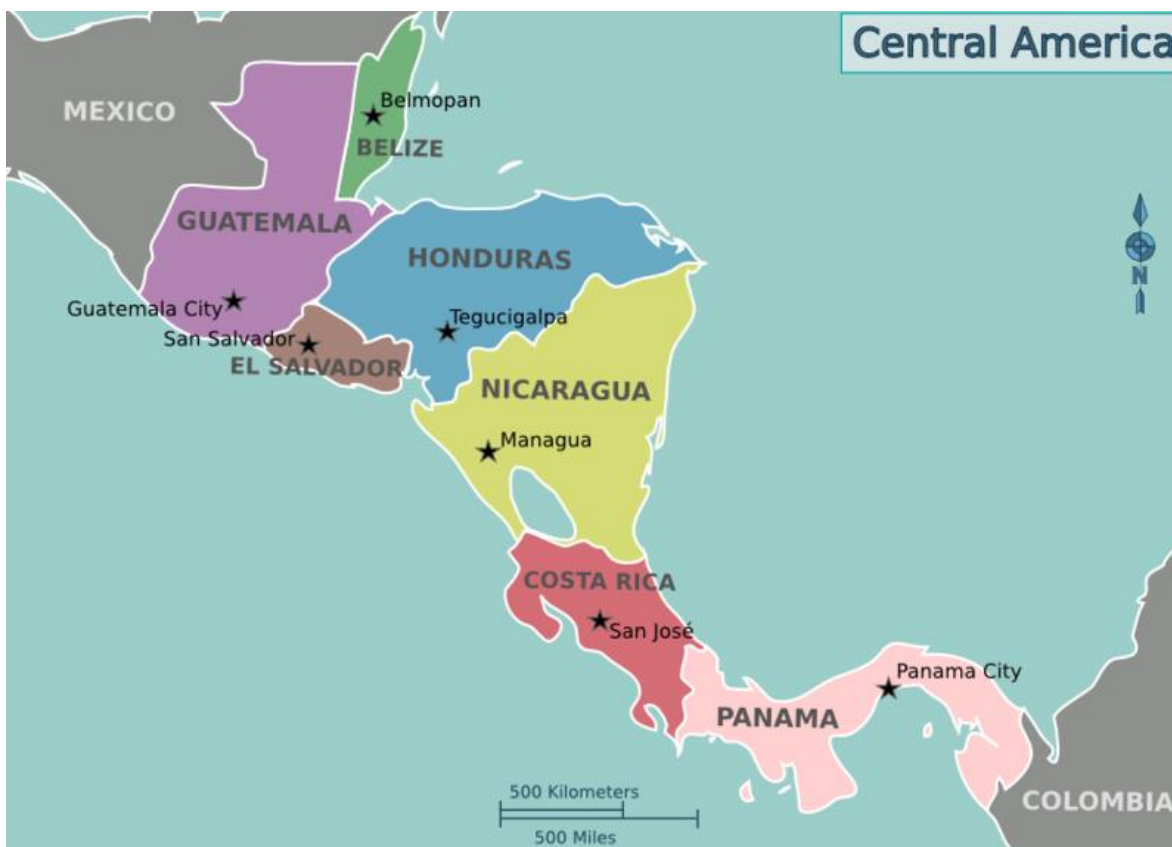 Central America
MEXICO
Belmopan
BELIZE
GUATEMALA
HONDURAS
N
Guatemala City
Tegucigalpa
San Salvador
EL SALVADOR
NICARAGUA
Managua
COSTA RICA
San José
Panama City
PANAMA
500 Kilometers
COLOMBIA
500 Miles